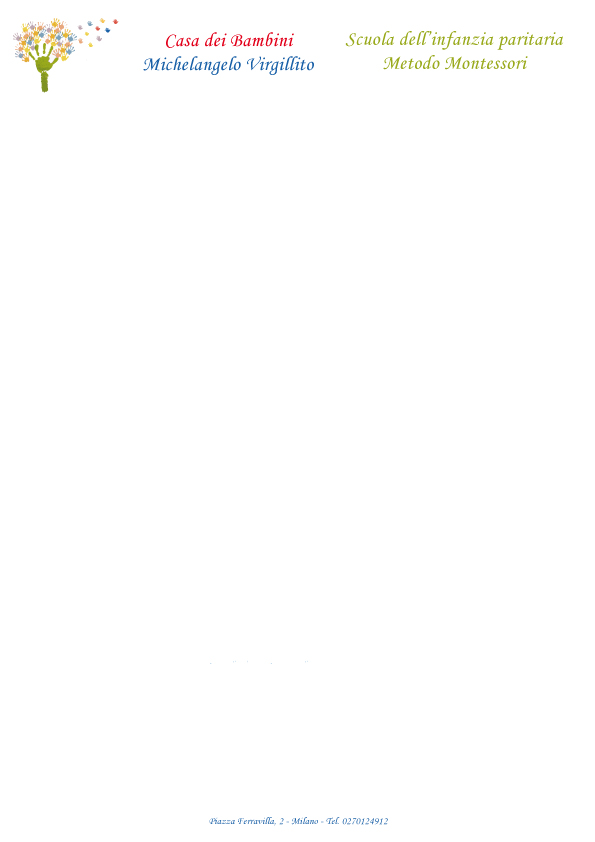 Casa dei Bambini
Michelangelo Virgillito
Scuola dell'infanzia paritaria
Metodo Montessori
Piazza Ferravilla, 2 - Milano - Tel. 0270124912